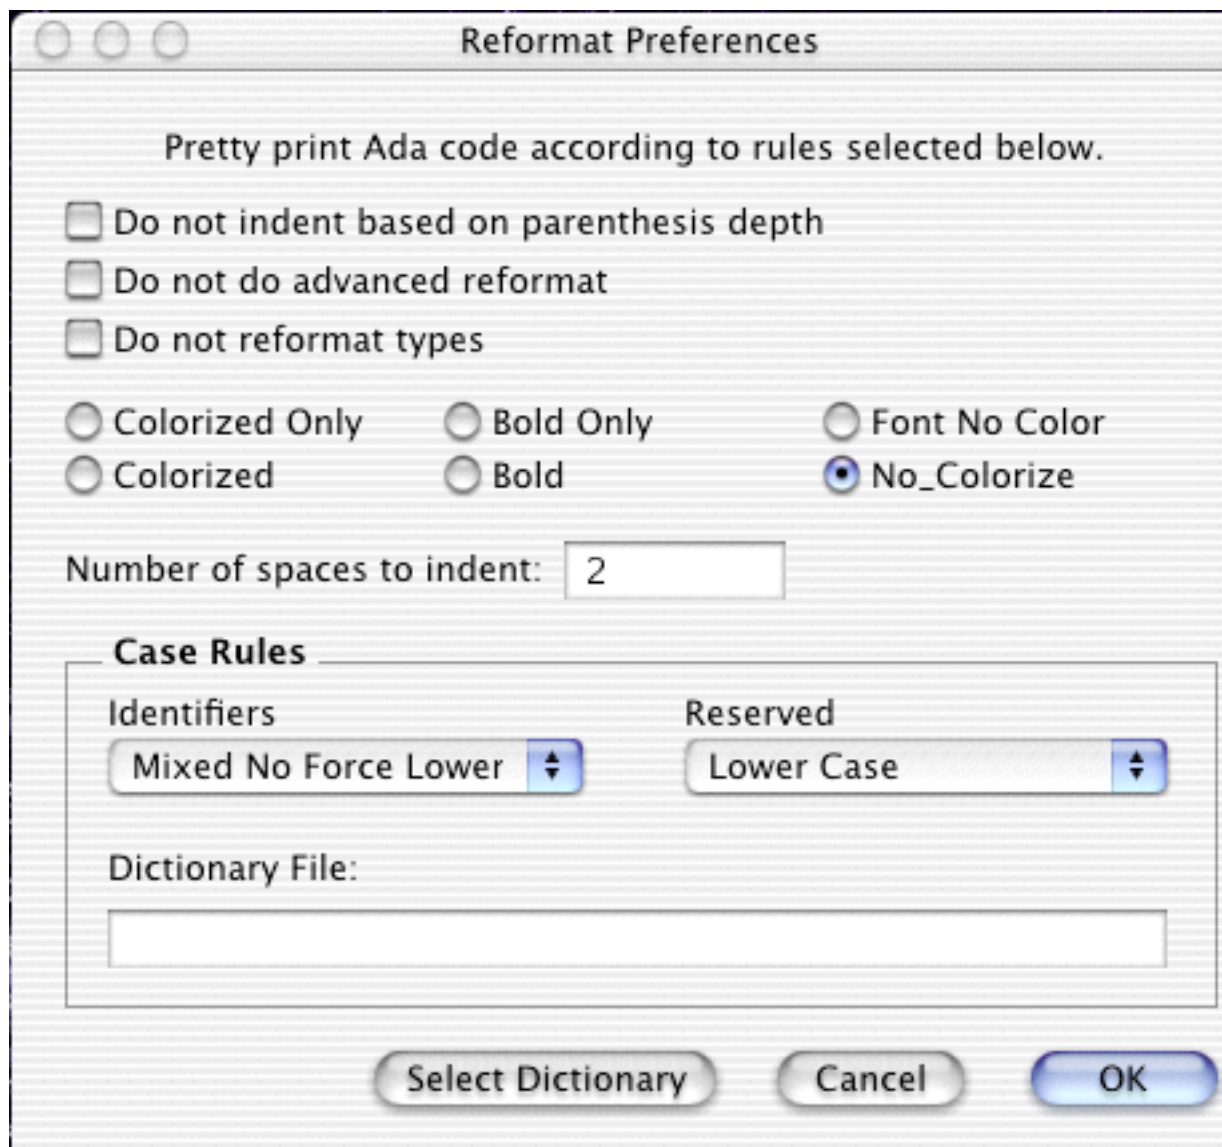 Reformat Preferences
Pretty print Ada code according to rules selected below.
Do not indent based on parenthesis depth
Do not do advanced reformat
Do not reformat types
Colorized Only Bold Only Font No Color
Colorized Bold No_Colorize
Number of spaces to indent: 2
Case Rules
Identifiers Reserved
Mixed No Force Lower Lower Case
Dictionary File:
Select Dictionary Cancel OK